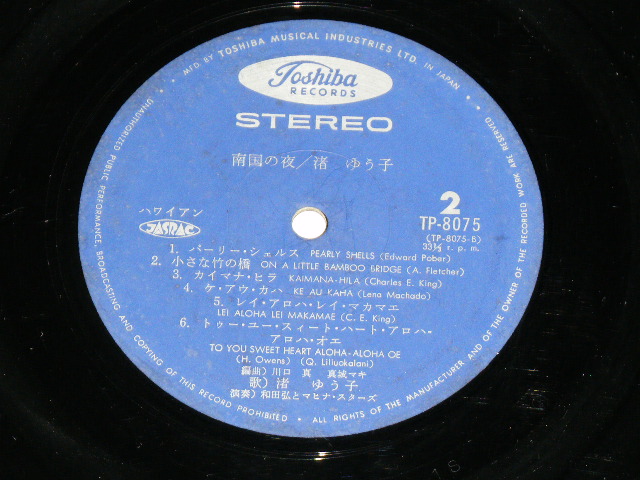 MFD. BY TOSHIBA MUSICAL INDUSTRIES LTD. IN JAPAN
Toshiba
RECORDS
STEREO
南国の夜/渚 ゆう子
2
TP-8075
(TP-8075-B)
33⅓ r. p. m.
ハワイアン
JASRAC
1. パーリー・シェルス PEARLY SHELLS (Edward Pober)
2. 小さな竹の橋 ON A LITTLE BAMBOO BRIDGE (A. Fletcher)
3. カイマナ・ヒラ KAIMANA-HILA (Charles E. King)
4. ケ・アウ・カハ KE AU KAHA (Lena Machado)
5. レイ・アロハ・レイ・マカマエ
LEI ALOHA LEI MAKAMAE (C. E. King)
6. トゥー・ユー・スィート・ハート・アロハ・
アロハ・オエ
TO YOU SWEET HEART ALOHA-ALOHA OE
(H. Owens) (Q. Liliuokalani)
編曲) 川口 真 真城マキ
歌) 渚 ゆう子
演奏) 和田弘とマヒナ・スターズ
UNAUTHORIZED PUBLIC PERFORMANCE, BROADCASTING AND COPYING OF THIS RECORD PROHIBITED • ALL RIGHTS OF THE MANUFACTURER AND OF THE OWNER OF THE RECORDED WORK ARE RESERVED